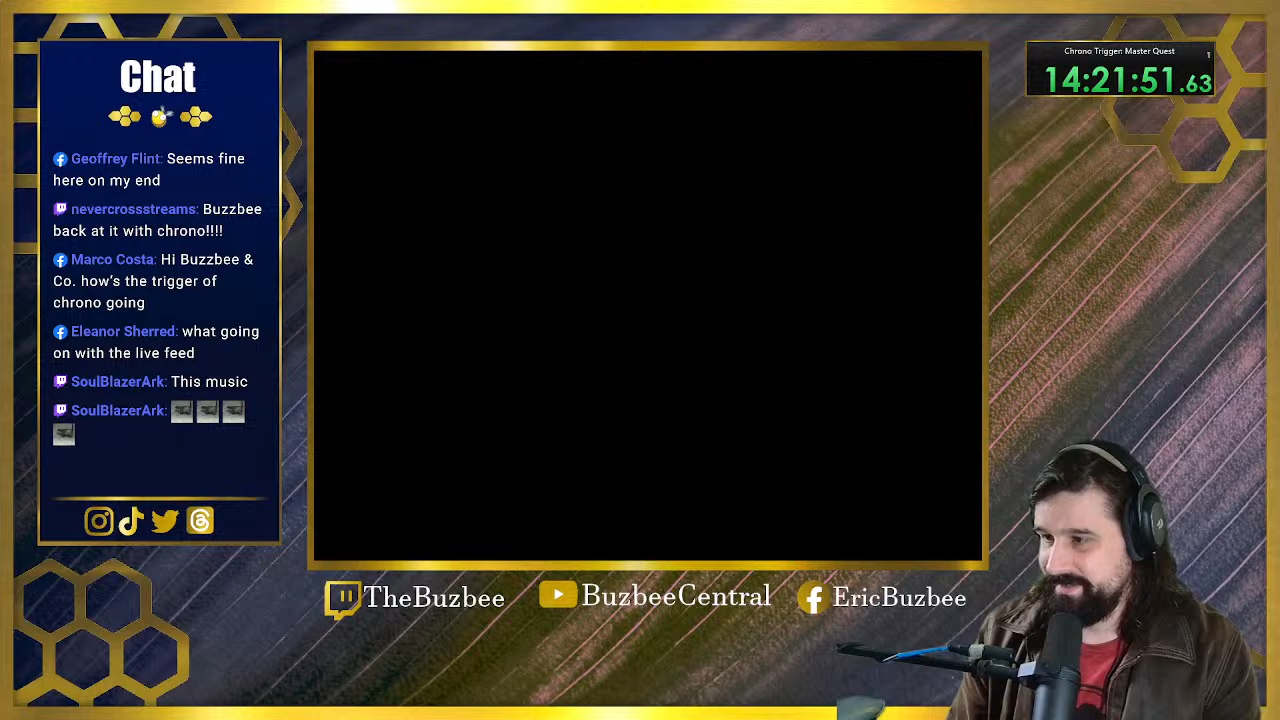 Chat
Geoffrey Flint: Seems fine
here on my end
nevercrossstreams: Buzzbee
back at it with chrono!!!!
Marco Costa: Hi Buzzbee &
Co. how's the trigger of
chrono going
Eleanor Sherred: what going
on with the live feed
SoulBlazerArk: This music
SoulBlazerArk:
Chrono Trigger: Master Quest
1
14:21:51.63
TheBuzbee
BuzbeeCentral
EricBuzbee